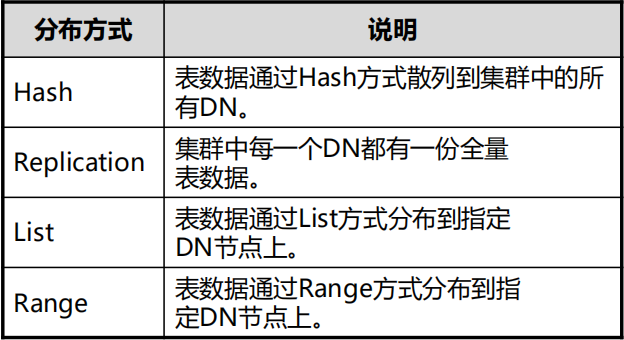 分布方式 说明
Hash 表数据通过Hash方式散列到集群中的所
有DN。
Replication 集群中每一个DN都有一份全量
表数据。
List 表数据通过List方式分布到指定
DN节点上。
Range 表数据通过Range方式分布到指
定DN节点上。